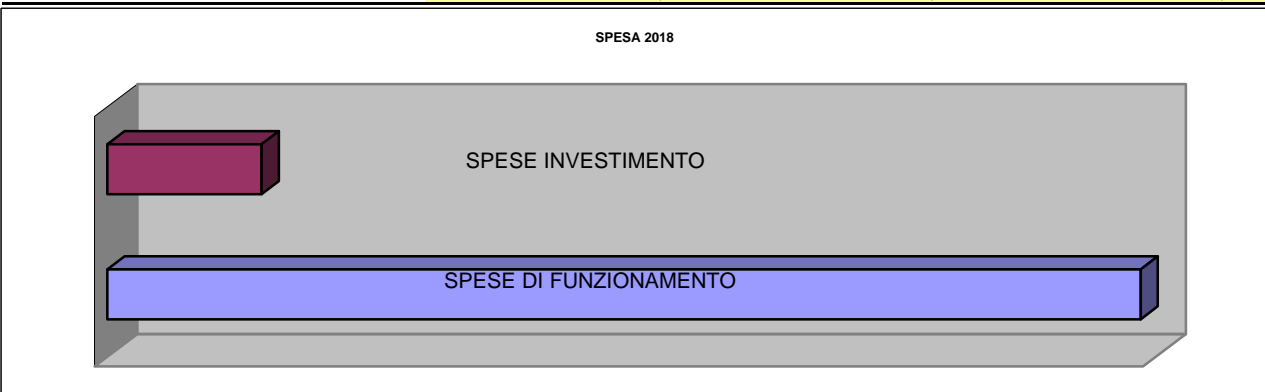 SPESA 2018
SPESE INVESTIMENTO
SPESE DI FUNZIONAMENTO